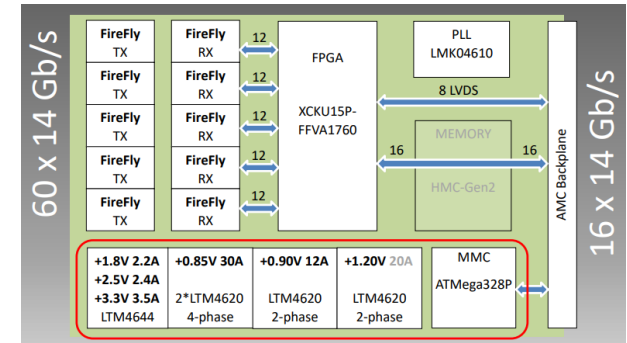 60 x 14 Gb/s
FireFly
TX
FireFly
RX
12
FireFly
TX
FireFly
RX
12
FireFly
TX
FireFly
RX
12
FireFly
TX
FireFly
RX
12
FireFly
TX
FireFly
RX
12
FPGA
XCKU15P-
FFVA1760
PLL
LMK04610
8 LVDS
16
MEMORY
HMC-Gen2
16
AMC Backplane
16 x 14 Gb/s
+1.8V 2.2A
+2.5V 2.4A
+3.3V 3.5A
LTM4644
+0.85V 30A
2*LTM4620
4-phase
+0.90V 12A
LTM4620
2-phase
+1.20V 20A
LTM4620
2-phase
MMC
ATMega328P